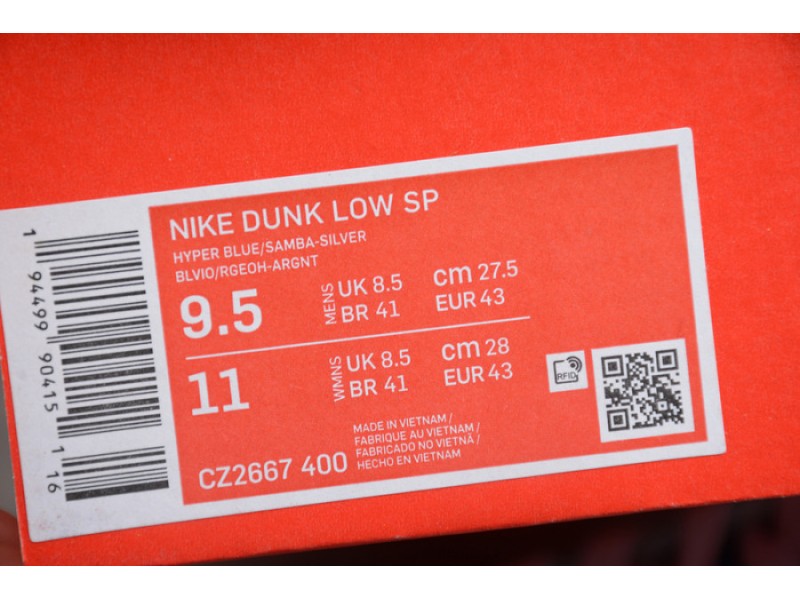 NIKE DUNK LOW SP
HYPER BLUE/SAMBA-SILVER
BLVIO/RGEOH-ARGNT
9.5
MENS
UK 8.5
BR 41
cm 27.5
EUR 43
11
WMNS
UK 8.5
BR 41
cm 28
EUR 43
MADE IN VIETNAM /
FABRIQUE AU VIETNAM /
FABRICADO NO VIETNÃ /
HECHO EN VIETNAM
CZ2667 400
RFID
1 94499 90415 1 16